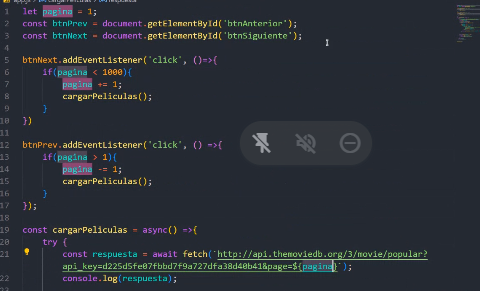 appjs > cargarPeliculas > respuesta
1 let pagina = 1;
2 const btnPrev = document.getElementById('btnAnterior');
3 const btnNext = document.getElementById('btnSiguiente');
4
5 btnNext.addEventListener('click', ()=>{
6 if(pagina < 1000){
7 pagina += 1;
8 cargarPeliculas();
9 }
10 })
11
12 btnPrev.addEventListener('click', () =>{
13 if(pagina > 1){
14 pagina -= 1;
15 cargarPeliculas();
16 }
17 });
18
19 const cargarPeliculas = async() =>{
20 try {
21 const respuesta = await fetch(`http://api.themoviedb.org/3/movie/popular?
api_key=d225d5fe07fbbd7f9a727dfa38d40b41&page=${pagina}`);
22 console.log(respuesta);